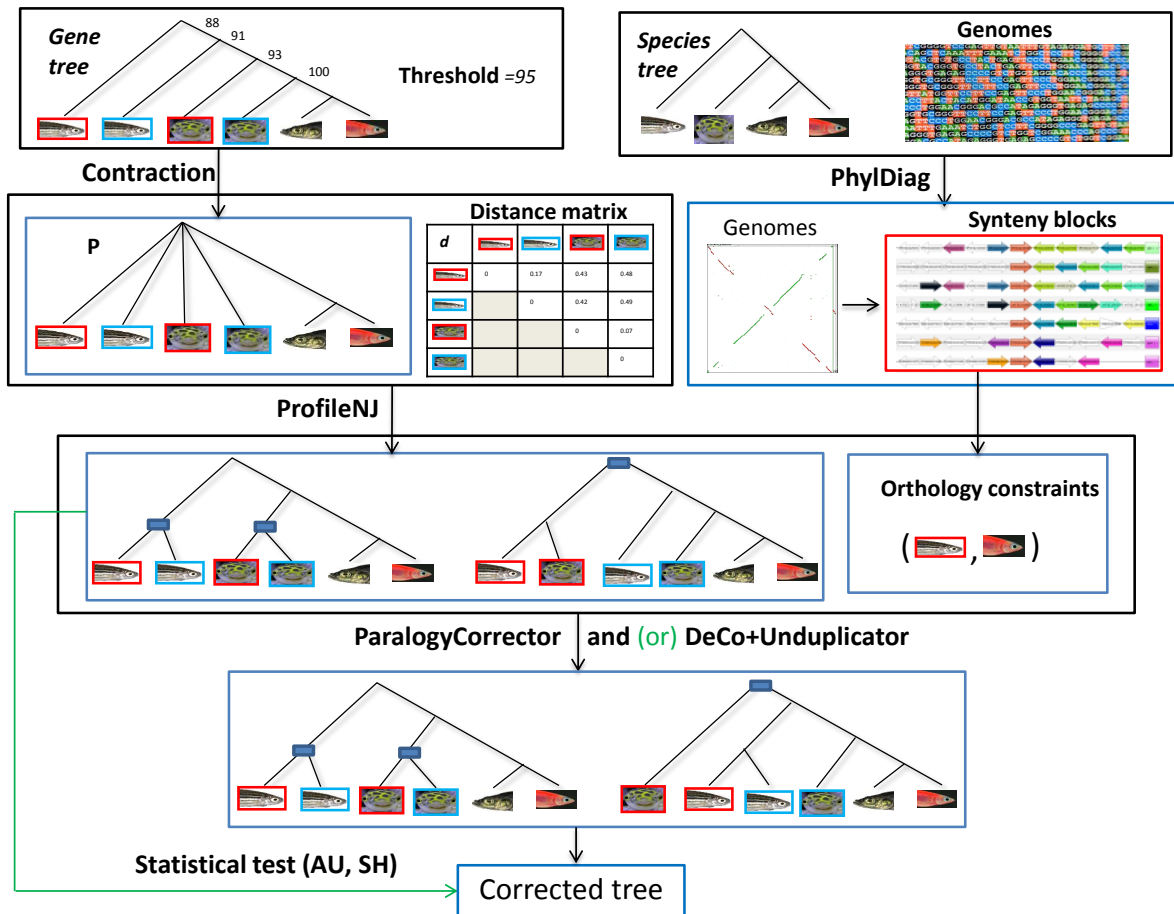 Gene
tree
88
91
93
100
Threshold =95
Species
tree
Genomes
Contraction
PhylDiag
P
Distance matrix
d
0 0.17 0.43 0.48
0 0.42 0.49
0 0.07
0
Genomes
Synteny blocks
ProfileNJ
Orthology constraints
( , )
ParalogyCorrector and (or) DeCo+Unduplicator
Statistical test (AU, SH)
Corrected tree